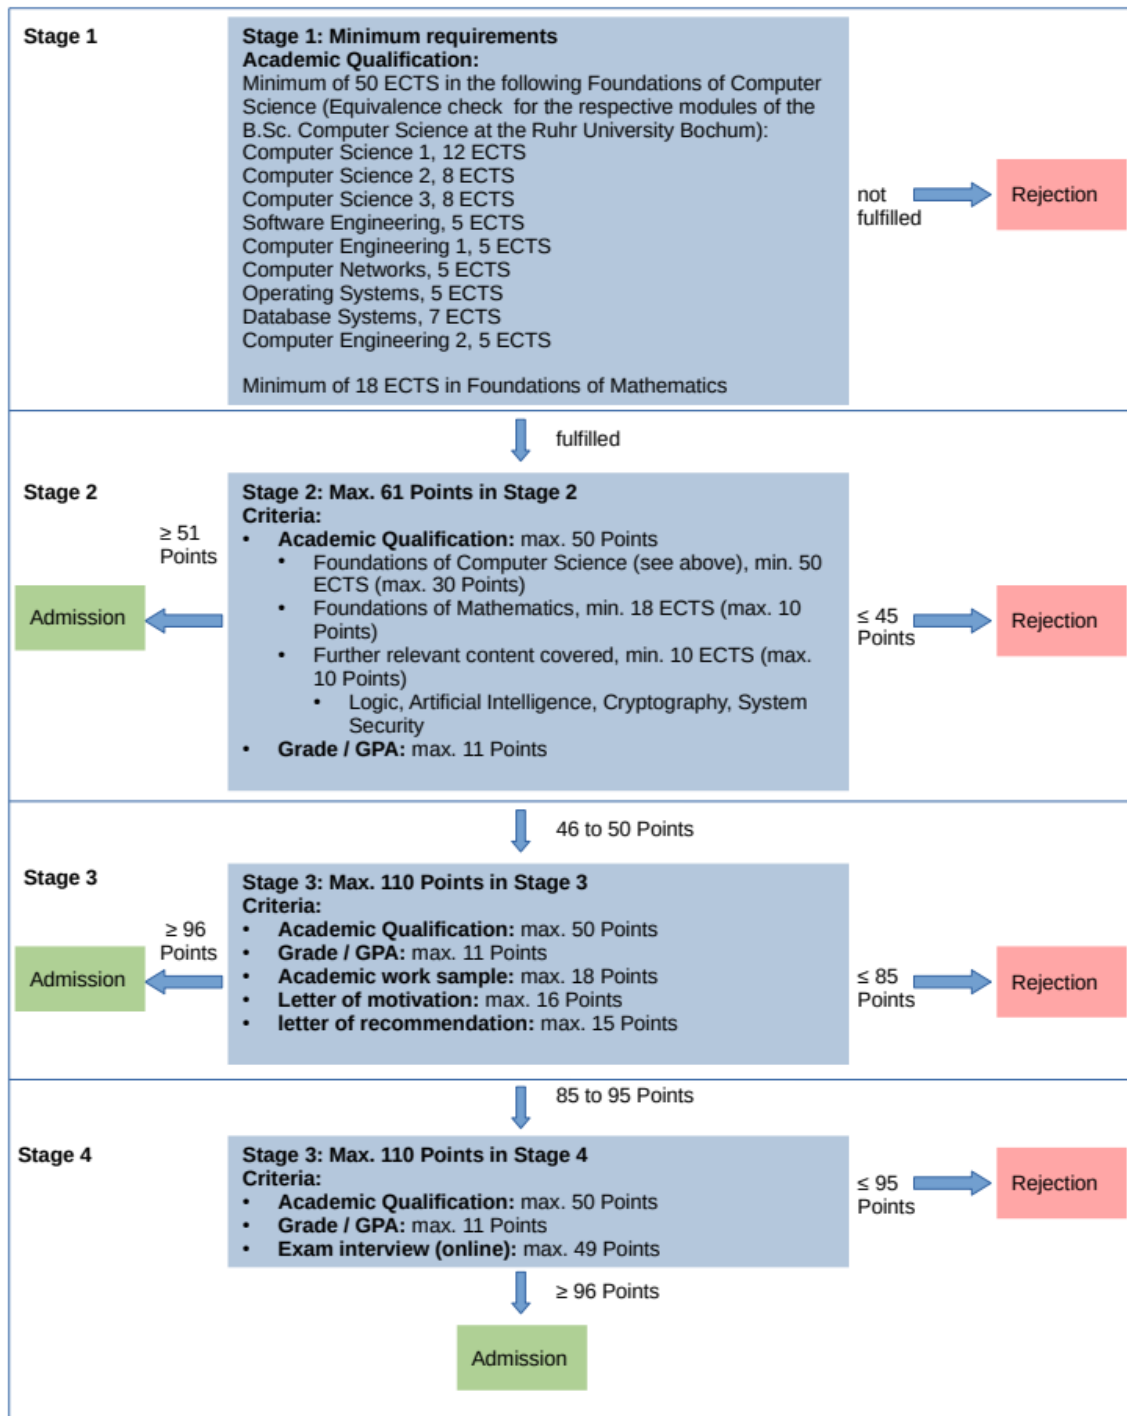 Stage 1
Stage 1: Minimum requirements
Academic Qualification:
Minimum of 50 ECTS in the following Foundations of Computer
Science (Equivalence check  for the respective modules of the
B.Sc. Computer Science at the Ruhr University Bochum):
Computer Science 1, 12 ECTS
Computer Science 2, 8 ECTS
Computer Science 3, 8 ECTS
Software Engineering, 5 ECTS
Computer Engineering 1, 5 ECTS
Computer Networks, 5 ECTS
Operating Systems, 5 ECTS
Database Systems, 7 ECTS
Computer Engineering 2, 5 ECTS
Minimum of 18 ECTS in Foundations of Mathematics
not
fulfilled
Rejection
fulfilled
Stage 2
≥ 51
Points
Admission
Stage 2: Max. 61 Points in Stage 2
Criteria:
• Academic Qualification: max. 50 Points
• Foundations of Computer Science (see above), min. 50
ECTS (max. 30 Points)
• Foundations of Mathematics, min. 18 ECTS (max. 10
Points)
• Further relevant content covered, min. 10 ECTS (max.
10 Points)
• Logic, Artificial Intelligence, Cryptography, System
Security
• Grade / GPA: max. 11 Points
≤ 45
Points
Rejection
46 to 50 Points
Stage 3
≥ 96
Points
Admission
Stage 3: Max. 110 Points in Stage 3
Criteria:
• Academic Qualification: max. 50 Points
• Grade / GPA: max. 11 Points
• Academic work sample: max. 18 Points
• Letter of motivation: max. 16 Points
• letter of recommendation: max. 15 Points
≤ 85
Points
Rejection
85 to 95 Points
Stage 4
Stage 3: Max. 110 Points in Stage 4
Criteria:
• Academic Qualification: max. 50 Points
• Grade / GPA: max. 11 Points
• Exam interview (online): max. 49 Points
≤ 95
Points
Rejection
≥ 96 Points
Admission